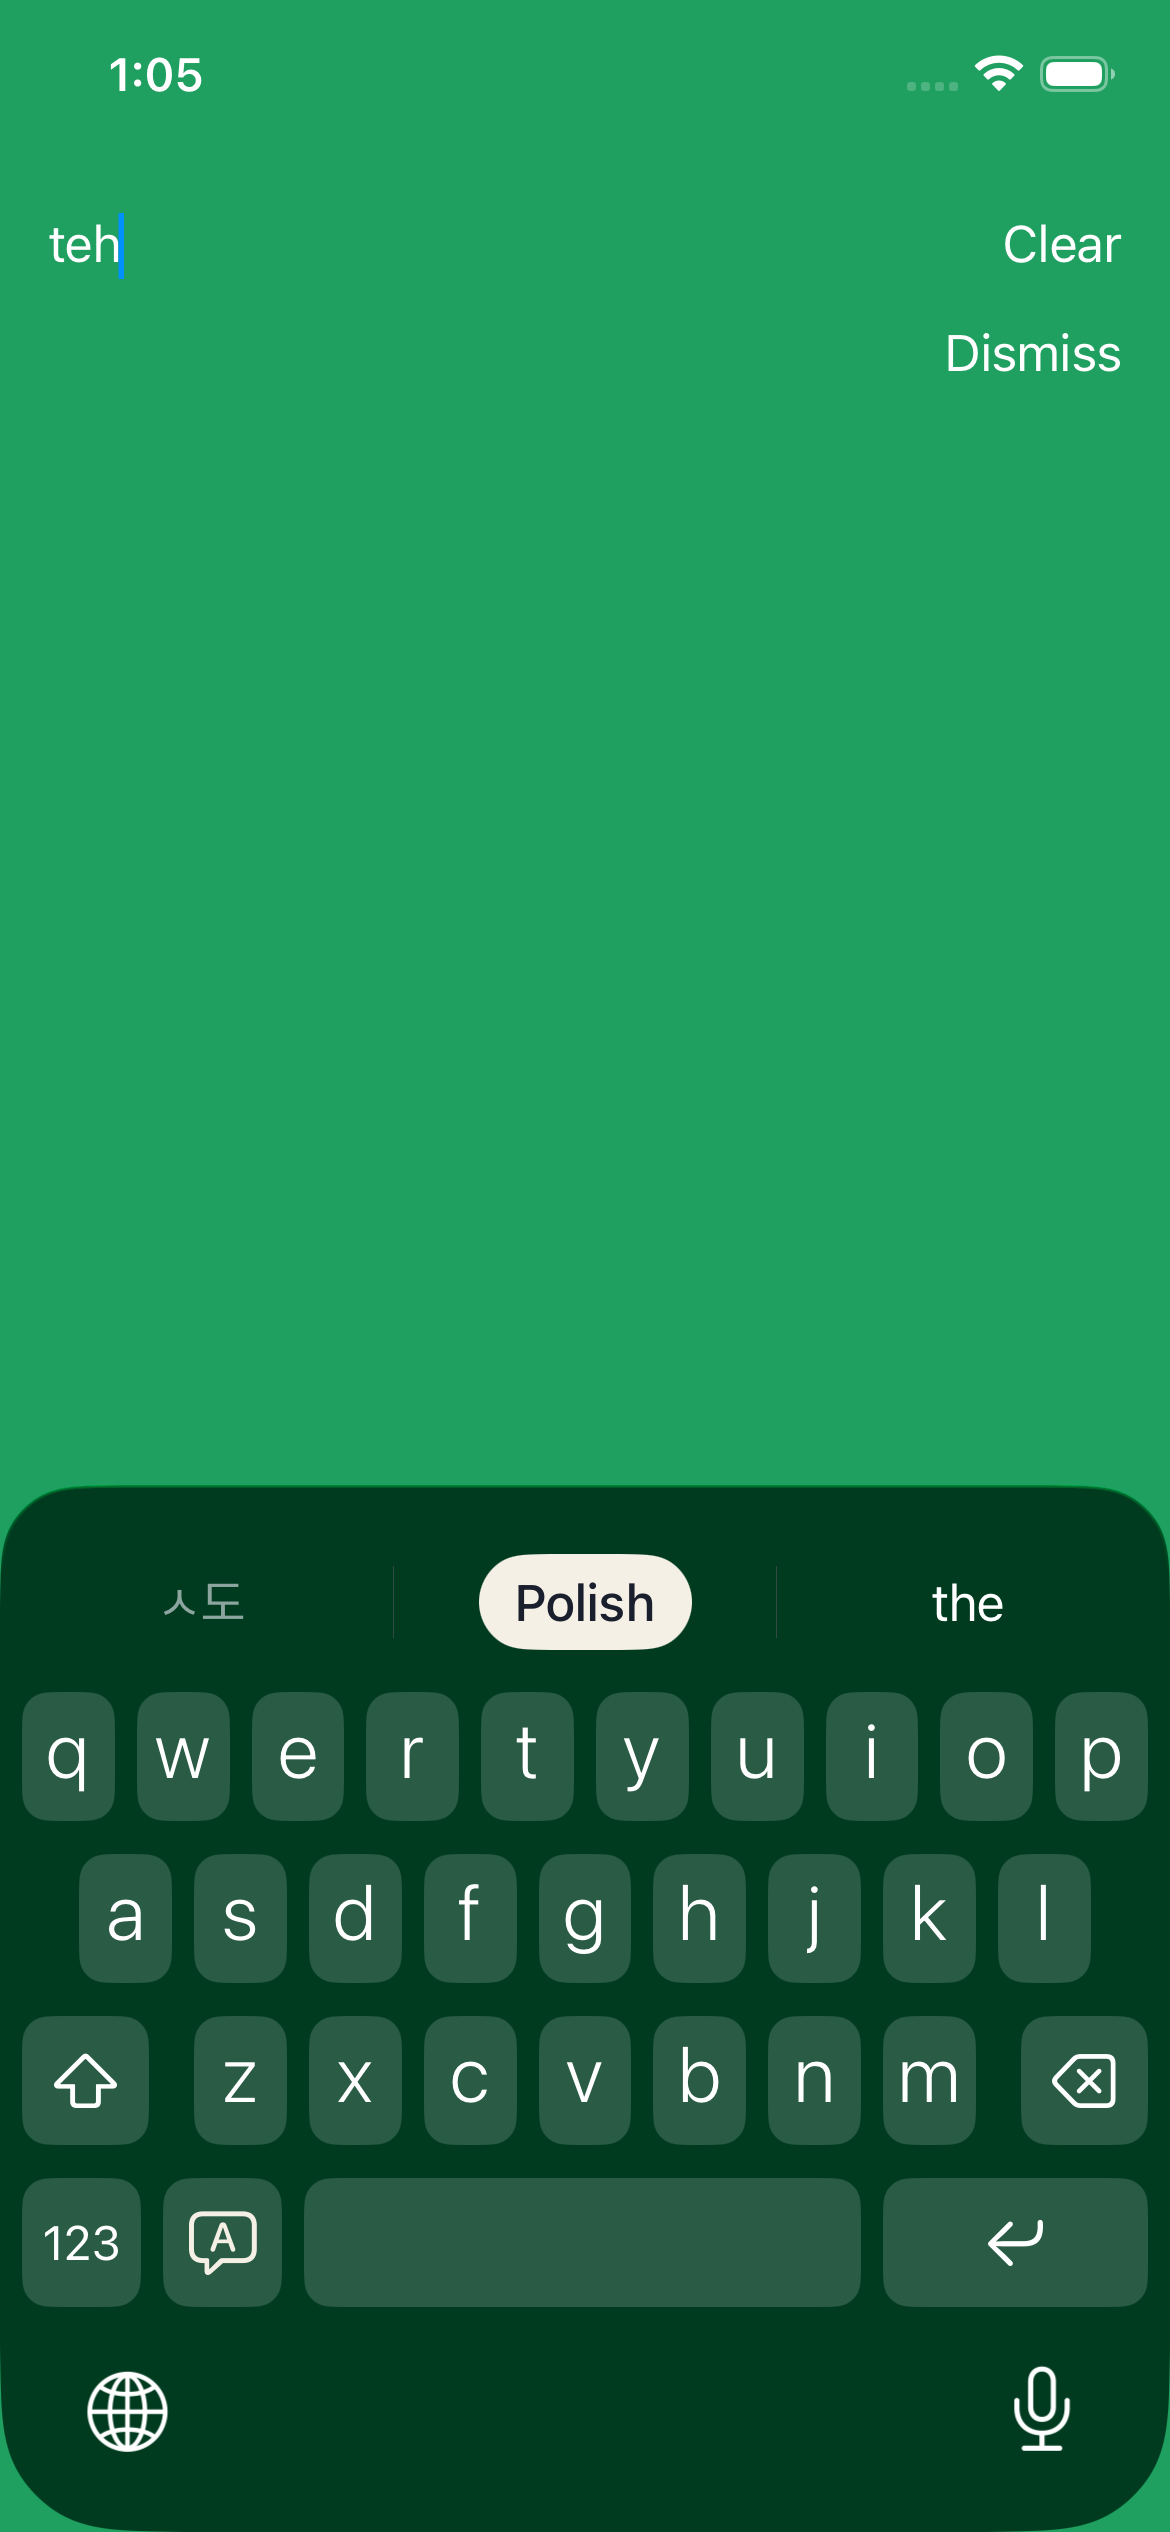 1:05
teh
Clear
Dismiss
ㅅ도
Polish
the
q w e r t y u i o p
a s d f g h j k l
z x c v b n m
123
A